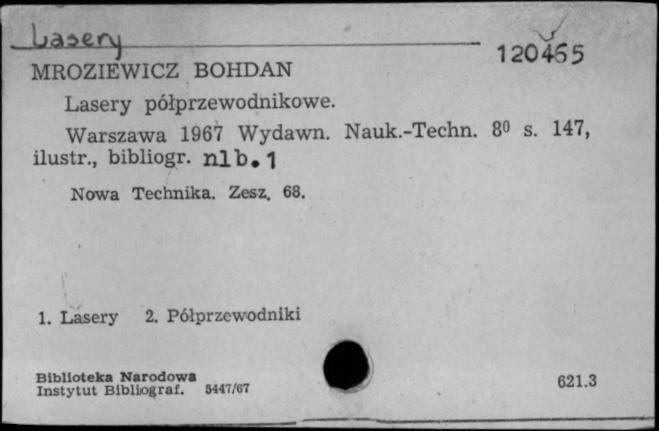 Lasery
120465
MROZIEWICZ BOHDAN
Lasery półprzewodnikowe.
Warszawa 1967 Wydawn. Nauk.-Techn. 8⁰ s. 147,
ilustr., bibliogr. nlb. 1
Nowa Technika. Zesz. 68.
1. Lasery 2. Półprzewodniki
Biblioteka Narodowa
Instytut Bibliograf. 5447/67
621.3